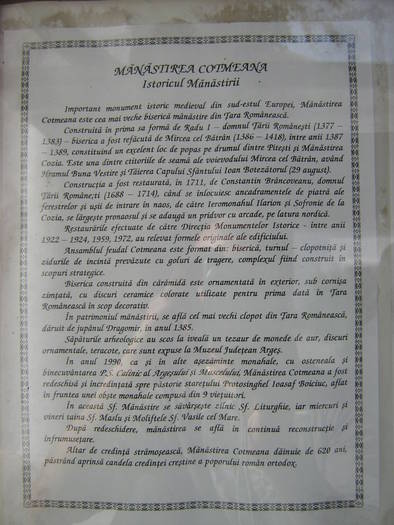 MĂNĂSTIREA COTMEANA
Istoricul Mănăstirii
Important monument istoric medieval din sud-estul Europei, Mănăstirea
Cotmeana este cea mai veche biserică mănăstire din Țara Românească.
Construită în prima sa formă de Radu I – domnul Țării Românești (1377 –
1383) – biserica a fost refăcută de Mircea cel Bătrân (1386 – 1418), între anii 1387
– 1389, constituind un excelent loc de popas pe drumul dintre Pitești și Mănăstirea
Cozia. Este una dintre ctitoriile de seamă ale voievodului Mircea cel Bătrân, având
Hramul Buna Vestire și Tăierea Capului Sfântului Ioan Botezătorul (29 august).
Construcția a fost restaurată, în 1711, de Constantin Brâncoveanu, domnul
Țării Românești (1688 – 1714), când se înlocuiesc ancadramentele de piatră ale
ferestrelor și ușii de intrare în naos, de către Ieromonahul Ilarion și Sofronie de la
Cozia, se lărgește pronaosul și se adaugă un pridvor cu arcade, pe latura nordică.
Restaurările efectuate de către Direcția Monumentelor Istorice - între anii
1922 – 1924, 1959, 1972, au relevat formele originale ale edificiului.
Ansamblul feudal Cotmeana este format din: biserică, turnul – clopotniță și
zidurile de incintă prevăzute cu goluri de tragere, complexul fiind construit în
scopuri strategice.
Biserica construită din cărămidă este ornamentată în exterior, sub cornișa
zimțată, cu discuri ceramice colorate utilizate pentru prima dată în Țara
Românească în scop decorativ.
În patrimoniul mănăstirii, se află cel mai vechi clopot din Țara Românească,
dăruit de jupânul Dragomir, în anul 1385.
Săpăturile arheologice au scos la iveală un tezaur de monede de aur, discuri
ornamentale, teracote, care sunt expuse la Muzeul Județean Argeș.
În anul 1990, ca și în alte așezăminte monahale, cu osteneala și
binecuvântarea P.S. Calinic al Argeșului și Muscelului, Mănăstirea Cotmeana a fost
redeschisă și încredințată spre păstorie starețului Protosinghel Ioasaf Boiciuc, aflat
în fruntea unei obște monahale compusă din 9 viețuitori.
În această Sf. Mănăstire se săvârșește zilnic Sf. Liturghie, iar miercuri și
vineri taina Sf. Maslu și Moliftele Sf. Vasile cel Mare.
După redeschidere, mănăstirea se află în continuă reconstrucție și
înfrumusețare.
Altar de credință strămoșească, Mănăstirea Cotmeana dăinuie de 620 ani,
păstrând aprinsă candela credinței creștine a poporului român ortodox.